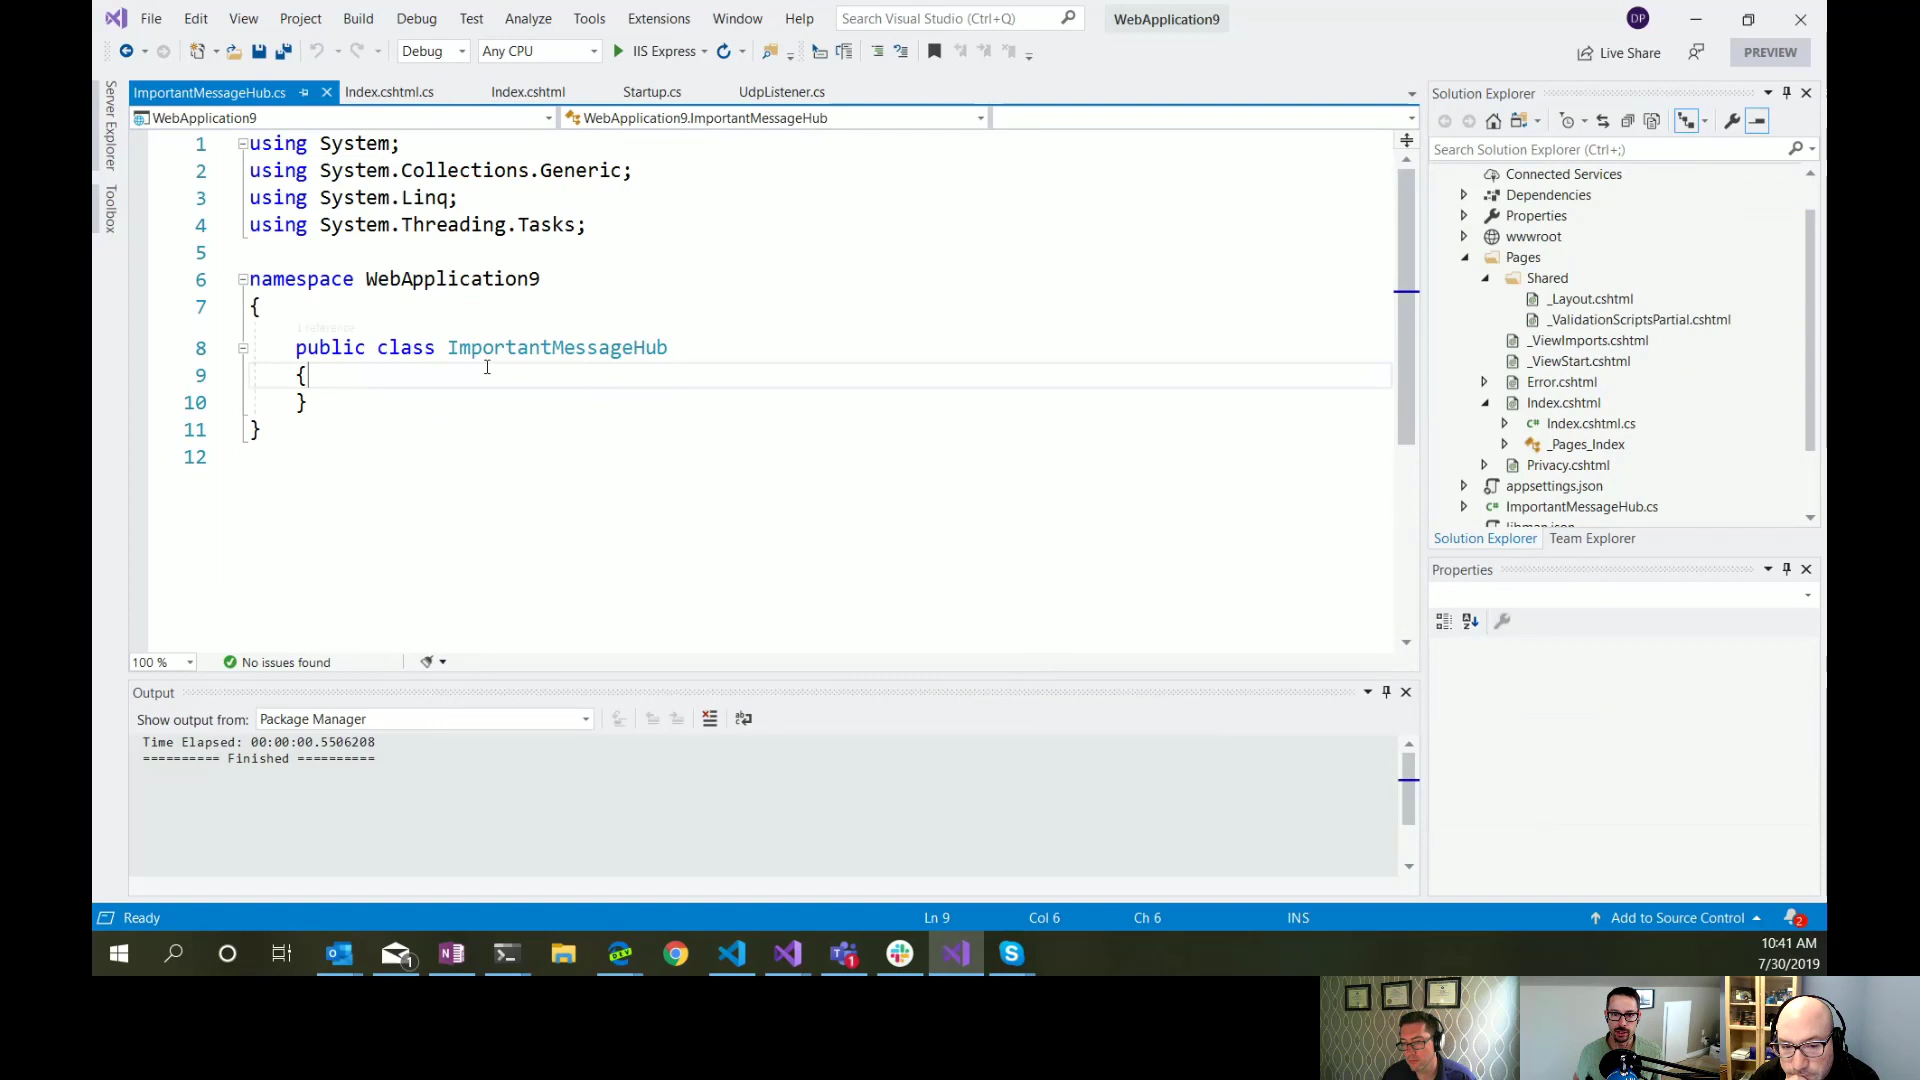 File Edit View Project Build Debug Test Analyze Tools Extensions Window Help Search Visual Studio (Ctrl+Q) WebApplication9 DP
Debug Any CPU IIS Express Live Share PREVIEW
Server Explorer
Toolbox
ImportantMessageHub.cs Index.cshtml.cs Index.cshtml Startup.cs UdpListener.cs
WebApplication9 WebApplication9.ImportantMessageHub
1 using System;
2 using System.Collections.Generic;
3 using System.Linq;
4 using System.Threading.Tasks;
5
6 namespace WebApplication9
7 {
1 reference
8 public class ImportantMessageHub
9 {
10 }
11 }
12
100 % No issues found
Output
Show output from: Package Manager
Time Elapsed: 00:00:00.5506208
========== Finished ==========
Solution Explorer
Search Solution Explorer (Ctrl+;)
Connected Services
Dependencies
Properties
wwwroot
Pages
Shared
_Layout.cshtml
_ValidationScriptsPartial.cshtml
_ViewImports.cshtml
_ViewStart.cshtml
Error.cshtml
Index.cshtml
C# Index.cshtml.cs
_Pages_Index
Privacy.cshtml
appsettings.json
C# ImportantMessageHub.cs
Solution Explorer Team Explorer
Properties
Ready Ln 9 Col 6 Ch 6 INS Add to Source Control 2
10:41 AM
7/30/2019